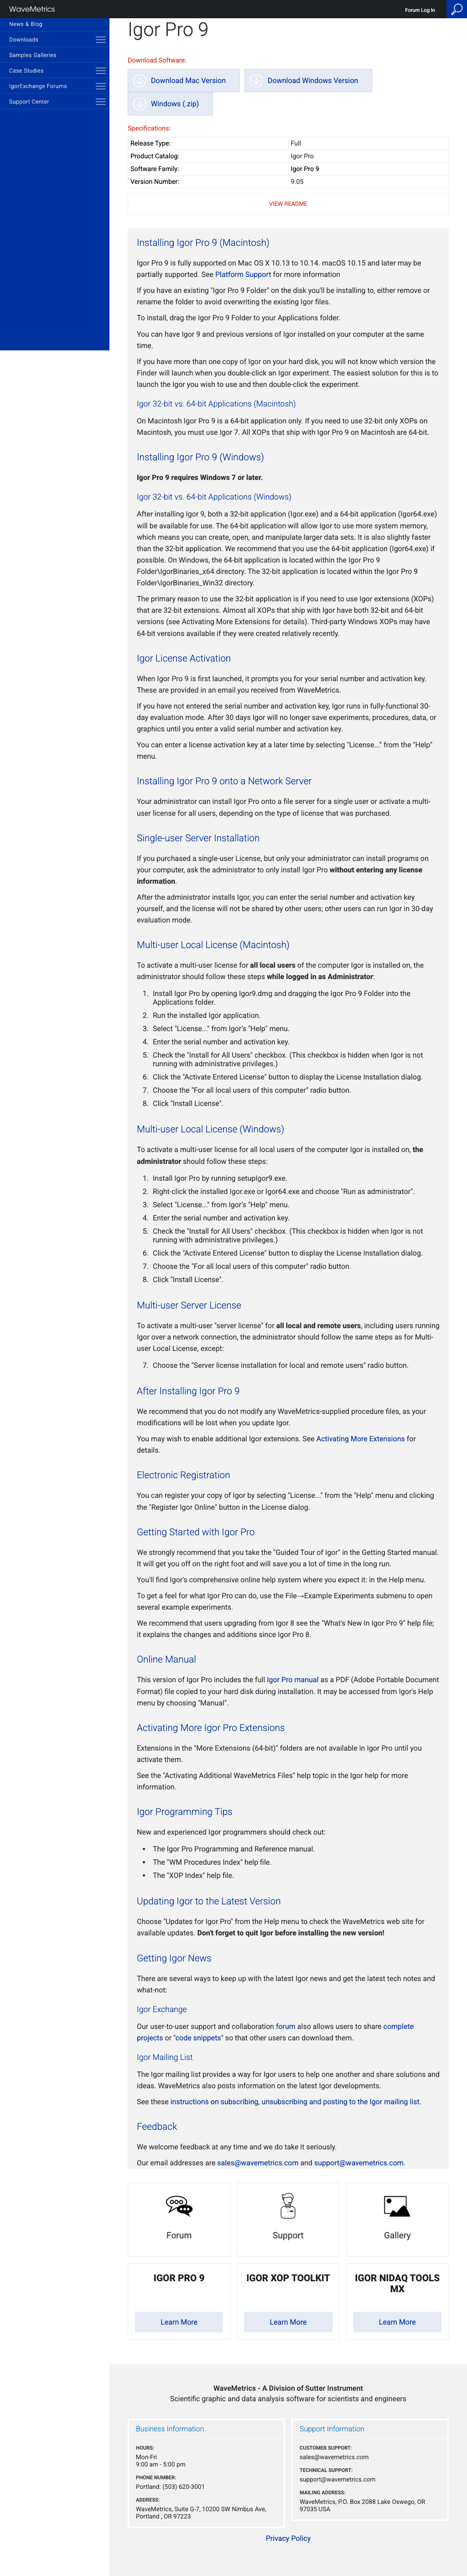 WaveMetrics
Forum Log In
News & Blog
Downloads
Samples Galleries
Case Studies
IgorExchange Forums
Support Center
Igor Pro 9
Download Software:
Download Mac Version
Download Windows Version
Windows (.zip)
Specifications:
Release Type: Full
Product Catalog: Igor Pro
Software Family: Igor Pro 9
Version Number: 9.05
VIEW README
Installing Igor Pro 9 (Macintosh)
Igor Pro 9 is fully supported on Mac OS X 10.13 to 10.14. macOS 10.15 and later may be
partially supported. See Platform Support for more information
If you have an existing "Igor Pro 9 Folder" on the disk you'll be installing to, either remove or
rename the folder to avoid overwriting the existing Igor files.
To install, drag the Igor Pro 9 Folder to your Applications folder.
You can have Igor 9 and previous versions of Igor installed on your computer at the same
time.
If you have more than one copy of Igor on your hard disk, you will not know which version the
Finder will launch when you double-click an Igor experiment. The easiest solution for this is to
launch the Igor you wish to use and then double-click the experiment.
Igor 32-bit vs. 64-bit Applications (Macintosh)
On Macintosh Igor Pro 9 is a 64-bit application only. If you need to use 32-bit only XOPs on
Macintosh, you must use Igor 7. All XOPs that ship with Igor Pro 9 on Macintosh are 64-bit.
Installing Igor Pro 9 (Windows)
Igor Pro 9 requires Windows 7 or later.
Igor 32-bit vs. 64-bit Applications (Windows)
After installing Igor 9, both a 32-bit application (Igor.exe) and a 64-bit application (Igor64.exe)
will be available for use. The 64-bit application will allow Igor to use more system memory,
which means you can create, open, and manipulate larger data sets. It is also slightly faster
than the 32-bit application. We recommend that you use the 64-bit application (Igor64.exe) if
possible. On Windows, the 64-bit application is located within the Igor Pro 9
Folder\IgorBinaries_x64 directory. The 32-bit application is located within the Igor Pro 9
Folder\IgorBinaries_Win32 directory.
The primary reason to use the 32-bit application is if you need to use Igor extensions (XOPs)
that are 32-bit extensions. Almost all XOPs that ship with Igor have both 32-bit and 64-bit
versions (see Activating More Extensions for details). Third-party Windows XOPs may have
64-bit versions available if they were created relatively recently.
Igor License Activation
When Igor Pro 9 is first launched, it prompts you for your serial number and activation key.
These are provided in an email you received from WaveMetrics.
If you have not entered the serial number and activation key, Igor runs in fully-functional 30-
day evaluation mode. After 30 days Igor will no longer save experiments, procedures, data, or
graphics until you enter a valid serial number and activation key.
You can enter a license activation key at a later time by selecting "License..." from the "Help"
menu.
Installing Igor Pro 9 onto a Network Server
Your administrator can install Igor Pro onto a file server for a single user or activate a multi-
user license for all users, depending on the type of license that was purchased.
Single-user Server Installation
If you purchased a single-user License, but only your administrator can install programs on
your computer, ask the administrator to only install Igor Pro without entering any license
information.
After the administrator installs Igor, you can enter the serial number and activation key
yourself, and the license will not be shared by other users; other users can run Igor in 30-day
evaluation mode.
Multi-user Local License (Macintosh)
To activate a multi-user license for all local users of the computer Igor is installed on, the
administrator should follow these steps while logged in as Administrator:
1. Install Igor Pro by opening Igor9.dmg and dragging the Igor Pro 9 Folder into the
Applications folder.
2. Run the installed Igor application.
3. Select "License..." from Igor's "Help" menu.
4. Enter the serial number and activation key.
5. Check the "Install for All Users" checkbox. (This checkbox is hidden when Igor is not
running with administrative privileges.)
6. Click the "Activate Entered License" button to display the License Installation dialog.
7. Choose the "For all local users of this computer" radio button.
8. Click "Install License".
Multi-user Local License (Windows)
To activate a multi-user license for all local users of the computer Igor is installed on, the
administrator should follow these steps:
1. Install Igor Pro by running setupIgor9.exe.
2. Right-click the installed Igor.exe or Igor64.exe and choose "Run as administrator".
3. Select "License..." from Igor's "Help" menu.
4. Enter the serial number and activation key.
5. Check the "Install for All Users" checkbox. (This checkbox is hidden when Igor is not
running with administrative privileges.)
6. Click the "Activate Entered License" button to display the License Installation dialog.
7. Choose the "For all local users of this computer" radio button.
8. Click "Install License".
Multi-user Server License
To activate a multi-user "server license" for all local and remote users, including users running
Igor over a network connection, the administrator should follow the same steps as for Multi-
user Local License, except:
7. Choose the "Server license installation for local and remote users" radio button.
After Installing Igor Pro 9
We recommend that you do not modify any WaveMetrics-supplied procedure files, as your
modifications will be lost when you update Igor.
You may wish to enable additional Igor extensions. See Activating More Extensions for
details.
Electronic Registration
You can register your copy of Igor by selecting "License..." from the "Help" menu and clicking
the "Register Igor Online" button in the License dialog.
Getting Started with Igor Pro
We strongly recommend that you take the "Guided Tour of Igor" in the Getting Started manual.
It will get you off on the right foot and will save you a lot of time in the long run.
You'll find Igor's comprehensive online help system where you expect it: in the Help menu.
To get a feel for what Igor Pro can do, use the File→Example Experiments submenu to open
several example experiments.
We recommend that users upgrading from Igor 8 see the "What's New In Igor Pro 9" help file;
it explains the changes and additions since Igor Pro 8.
Online Manual
This version of Igor Pro includes the full Igor Pro manual as a PDF (Adobe Portable Document
Format) file copied to your hard disk during installation. It may be accessed from Igor's Help
menu by choosing "Manual".
Activating More Igor Pro Extensions
Extensions in the "More Extensions (64-bit)" folders are not available in Igor Pro until you
activate them.
See the "Activating Additional WaveMetrics Files" help topic in the Igor help for more
information.
Igor Programming Tips
New and experienced Igor programmers should check out:
• The Igor Pro Programming and Reference manual.
• The "WM Procedures Index" help file.
• The "XOP Index" help file.
Updating Igor to the Latest Version
Choose "Updates for Igor Pro" from the Help menu to check the WaveMetrics web site for
available updates. Don't forget to quit Igor before installing the new version!
Getting Igor News
There are several ways to keep up with the latest Igor news and get the latest tech notes and
what-not:
Igor Exchange
Our user-to-user support and collaboration forum also allows users to share complete
projects or "code snippets" so that other users can download them.
Igor Mailing List
The Igor mailing list provides a way for Igor users to help one another and share solutions and
ideas. WaveMetrics also posts information on the latest Igor developments.
See these instructions on subscribing, unsubscribing and posting to the Igor mailing list.
Feedback
We welcome feedback at any time and we do take it seriously.
Our email addresses are sales@wavemetrics.com and support@wavemetrics.com.
Forum
Support
Gallery
IGOR PRO 9
Learn More
IGOR XOP TOOLKIT
Learn More
IGOR NIDAQ TOOLS
MX
Learn More
WaveMetrics - A Division of Sutter Instrument
Scientific graphic and data analysis software for scientists and engineers
Business Information
HOURS:
Mon-Fri
9:00 am - 5:00 pm
PHONE NUMBER:
Portland: (503) 620-3001
ADDRESS:
WaveMetrics, Suite G-7, 10200 SW Nimbus Ave,
Portland , OR 97223
Support Information
CUSTOMER SUPPORT:
sales@wavemetrics.com
TECHNICAL SUPPORT:
support@wavemetrics.com
MAILING ADDRESS:
WaveMetrics, P.O. Box 2088 Lake Oswego, OR
97035 USA
Privacy Policy